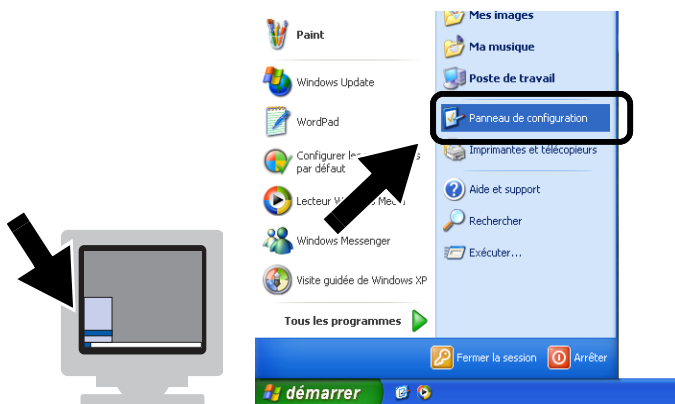 Paint
Windows Update
WordPad
Configurer les
par défaut
Lecteur Windows
Windows Messenger
Visite guidée de Windows XP
Tous les programmes
Mes images
Ma musique
Poste de travail
Panneau de configuration
Imprimantes et télécopieurs
Aide et support
Rechercher
Exécuter...
Fermer la session
Arrêter
démarrer